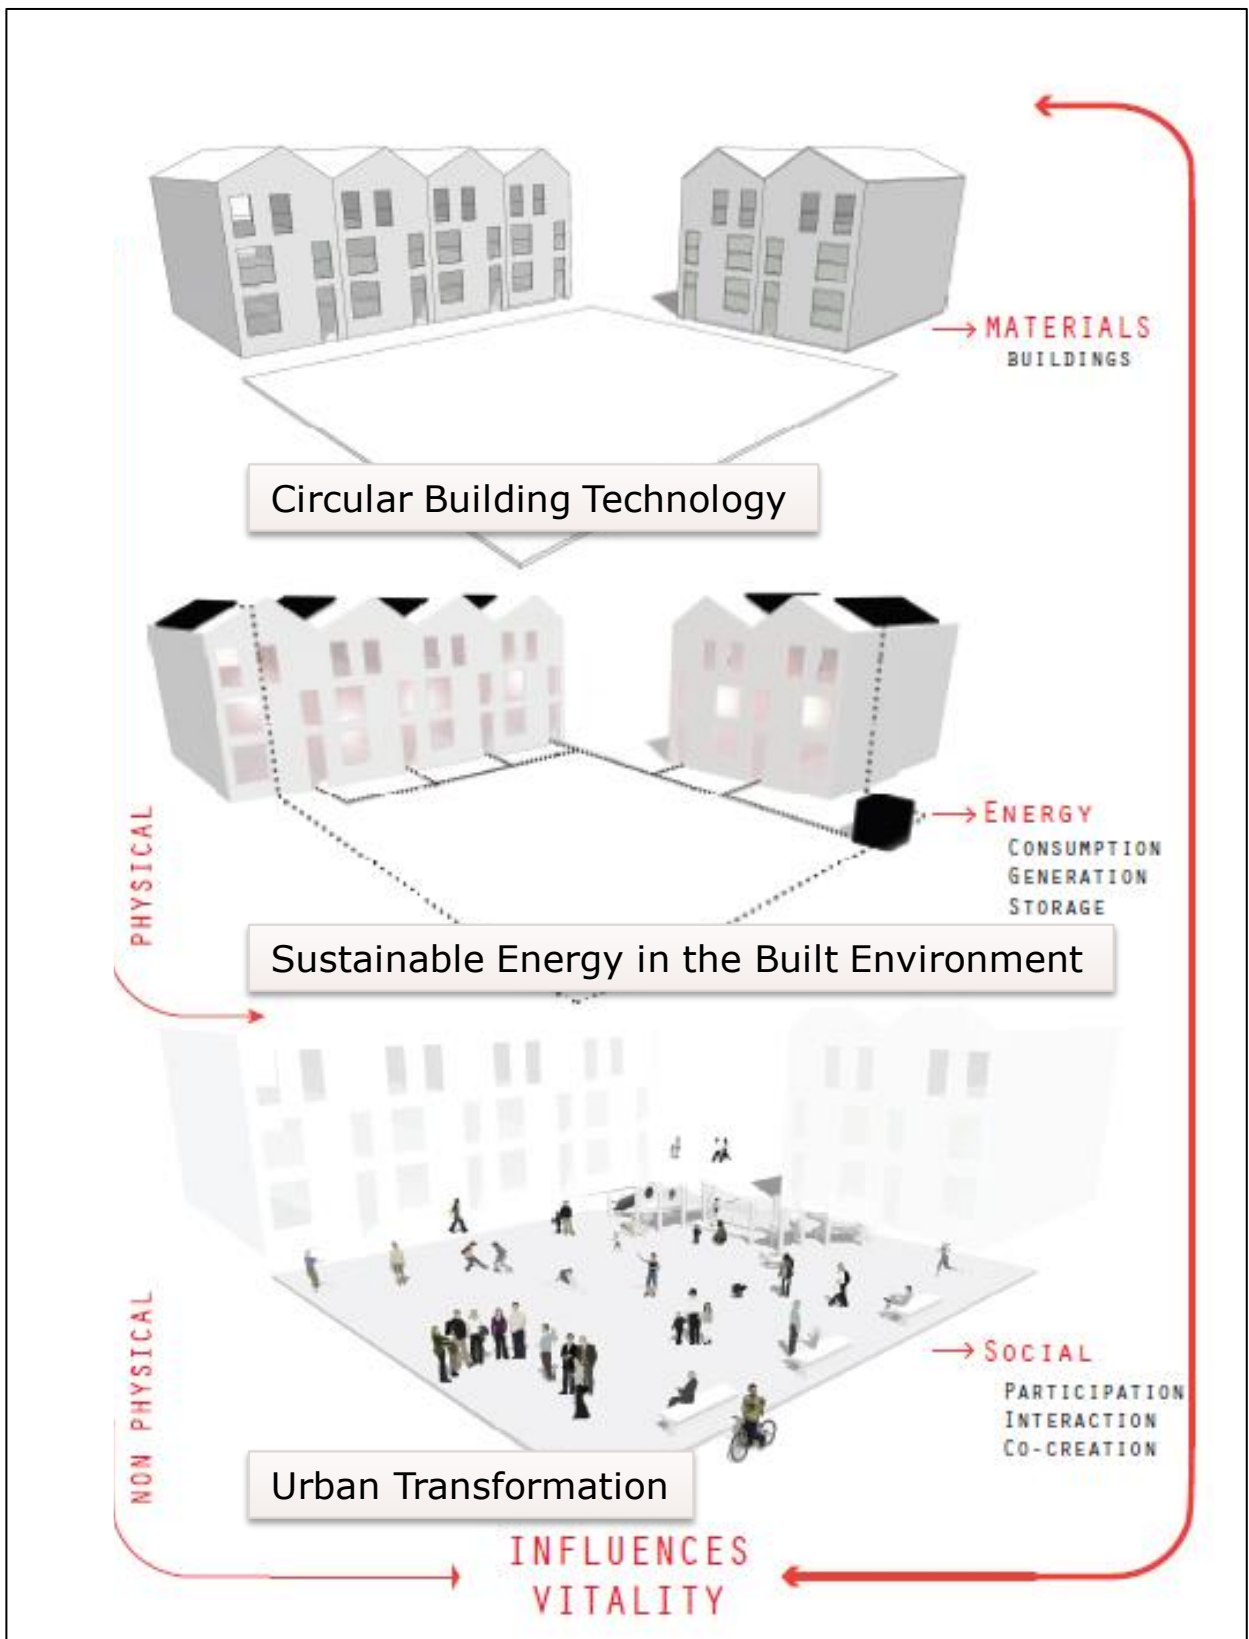 MATERIALS
BUILDINGS
Circular Building Technology
PHYSICAL
ENERGY
CONSUMPTION
GENERATION
STORAGE
Sustainable Energy in the Built Environment
NON PHYSICAL
SOCIAL
PARTICIPATION
INTERACTION
CO-CREATION
Urban Transformation
INFLUENCES
VITALITY